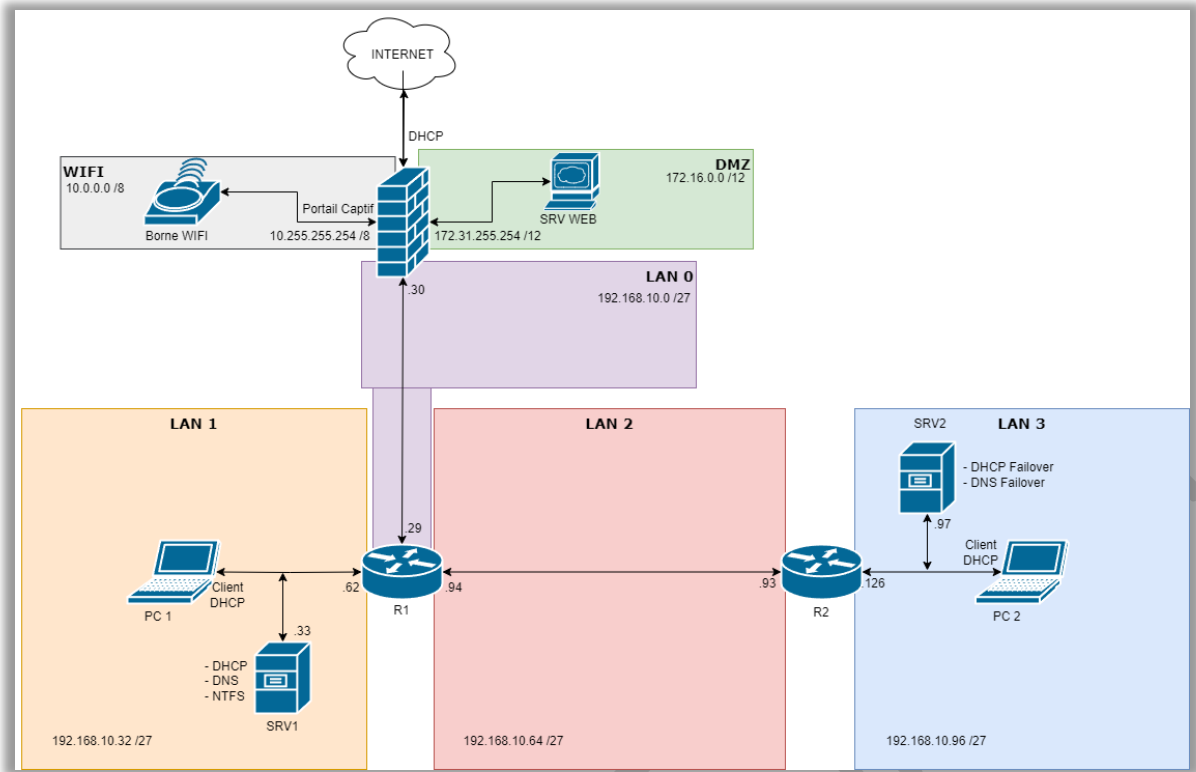 INTERNET
DHCP
WIFI
10.0.0.0 /8
Portail Captif
Borne WIFI
10.255.255.254 /8
DMZ
172.16.0.0 /12
SRV WEB
172.31.255.254 /12
.30
LAN 0
192.168.10.0 /27
LAN 1
.29
PC 1
Client
DHCP
.62
R1
.33
- DHCP
- DNS
- NTFS
SRV1
192.168.10.32 /27
LAN 2
.94
.93
192.168.10.64 /27
R2
LAN 3
SRV2
- DHCP Failover
- DNS Failover
.97
Client
DHCP
.126
PC 2
192.168.10.96 /27